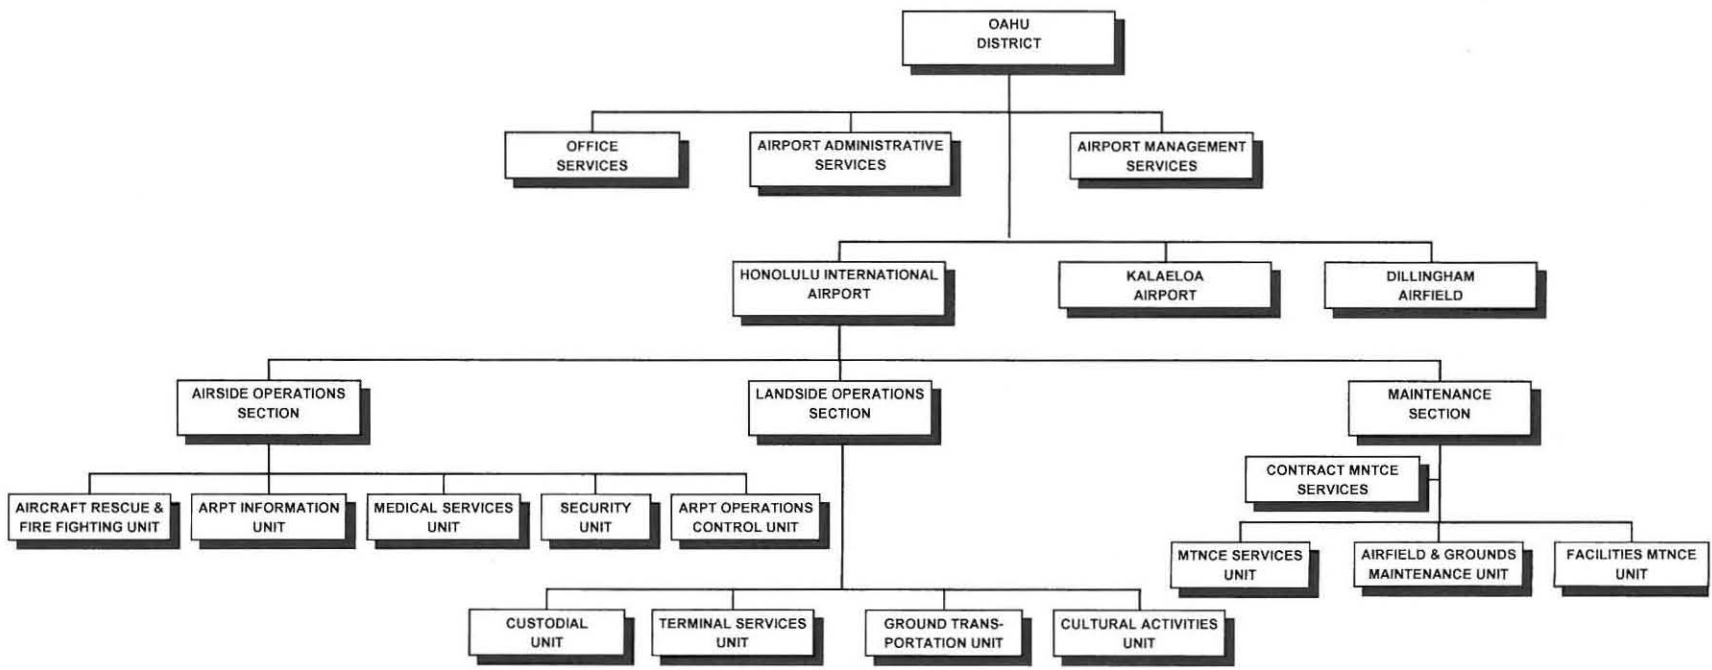 OAHU
DISTRICT
OFFICE
SERVICES
AIRPORT ADMINISTRATIVE
SERVICES
AIRPORT MANAGEMENT
SERVICES
HONOLULU INTERNATIONAL
AIRPORT
KALAELOA
AIRPORT
DILLINGHAM
AIRFIELD
AIRSIDE OPERATIONS
SECTION
LANDSIDE OPERATIONS
SECTION
MAINTENANCE
SECTION
CONTRACT MNTCE
SERVICES
AIRCRAFT RESCUE &
FIRE FIGHTING UNIT
ARPT INFORMATION
UNIT
MEDICAL SERVICES
UNIT
SECURITY
UNIT
ARPT OPERATIONS
CONTROL UNIT
MTNCE SERVICES
UNIT
AIRFIELD & GROUNDS
MAINTENANCE UNIT
FACILITIES MTNCE
UNIT
CUSTODIAL
UNIT
TERMINAL SERVICES
UNIT
GROUND TRANS-
PORTATION UNIT
CULTURAL ACTIVITIES
UNIT